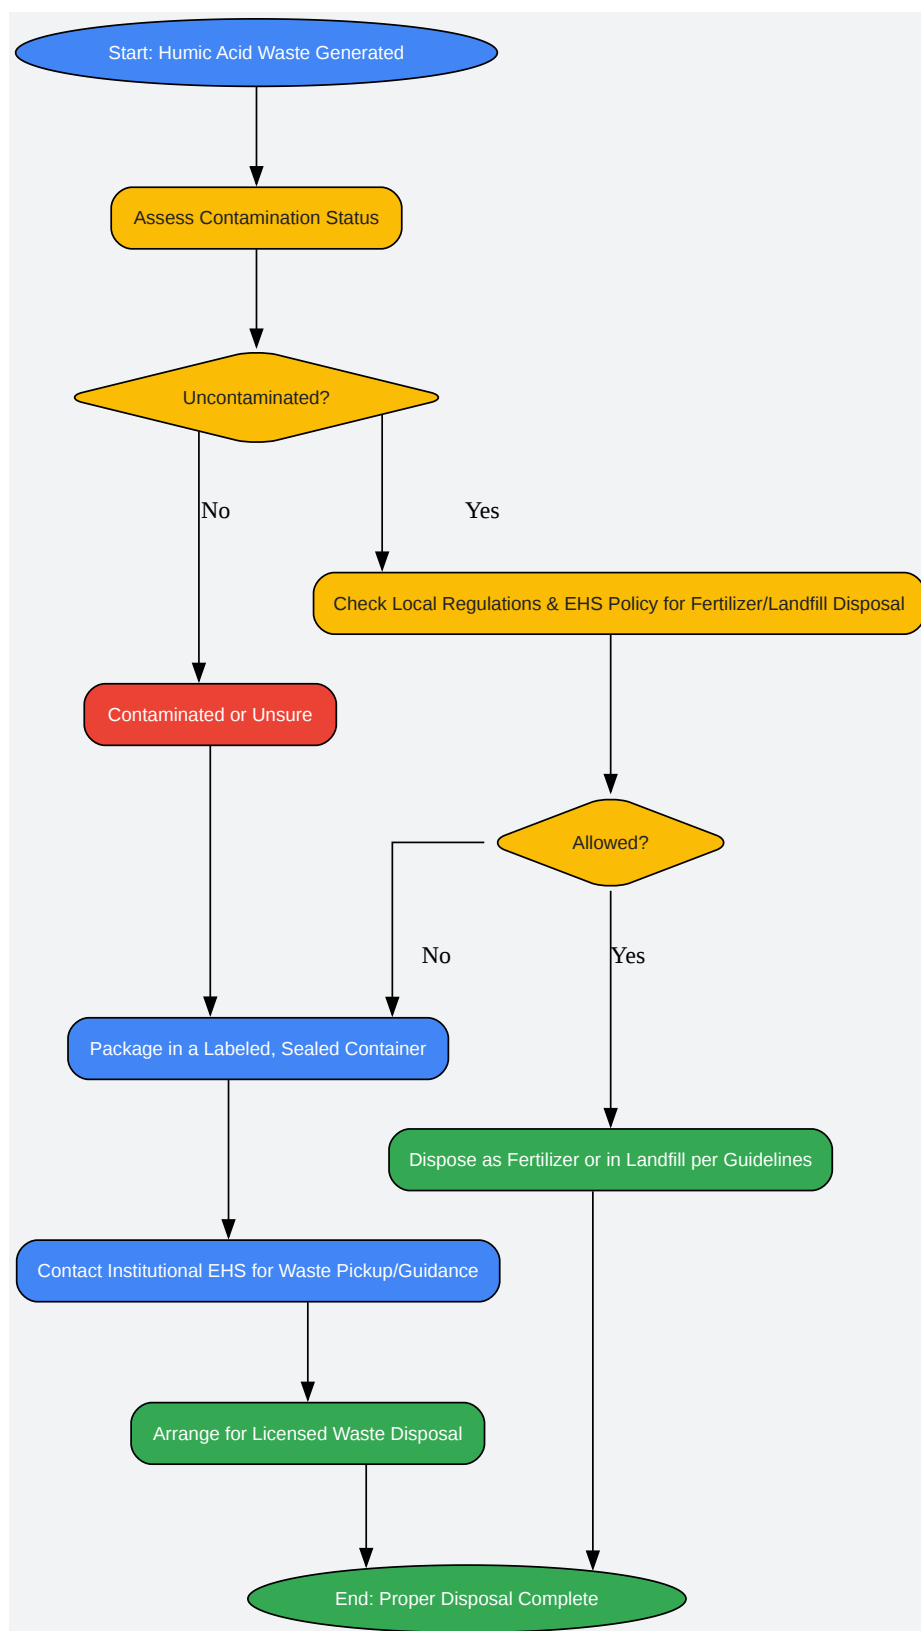 Start: Humic Acid Waste Generated
Assess Contamination Status
Uncontaminated?
No
Yes
Check Local Regulations & EHS Policy for Fertilizer/Landfill Disposal
Contaminated or Unsure
Allowed?
No
Yes
Package in a Labeled, Sealed Container
Dispose as Fertilizer or in Landfill per Guidelines
Contact Institutional EHS for Waste Pickup/Guidance
Arrange for Licensed Waste Disposal
End: Proper Disposal Complete